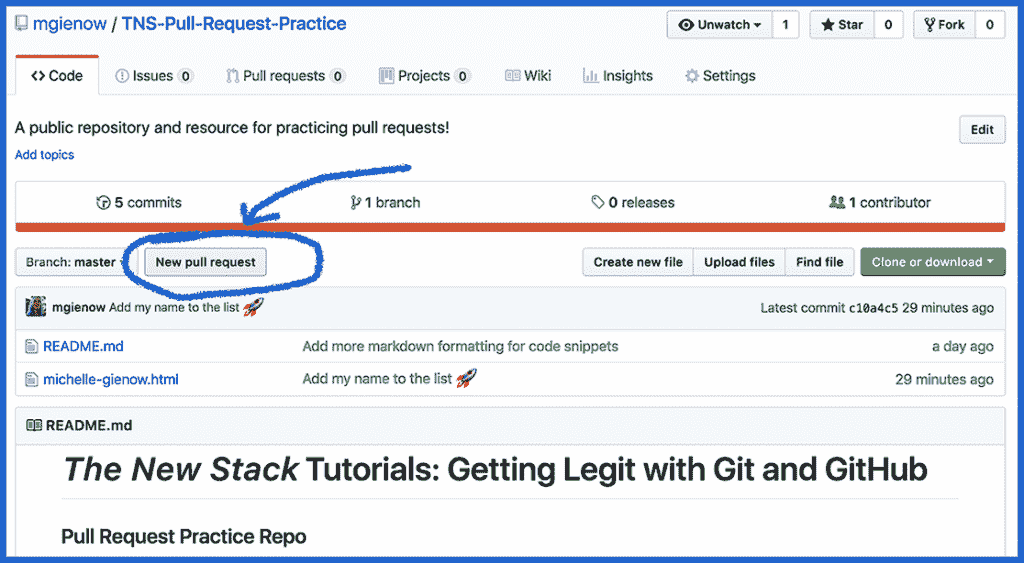 mgienow / TNS-Pull-Request-Practice
Unwatch 1 Star 0 Fork 0
Code Issues 0 Pull requests 0 Projects 0 Wiki Insights Settings
A public repository and resource for practicing pull requests! Edit
Add topics
5 commits 1 branch 0 releases 1 contributor
Branch: master New pull request Create new file Upload files Find file Clone or download
mgienow Add my name to the list 🚀 Latest commit c10a4c5 29 minutes ago
README.md Add more markdown formatting for code snippets a day ago
michelle-gienow.html Add my name to the list 🚀 29 minutes ago
README.md
The New Stack Tutorials: Getting Legit with Git and GitHub
Pull Request Practice Repo